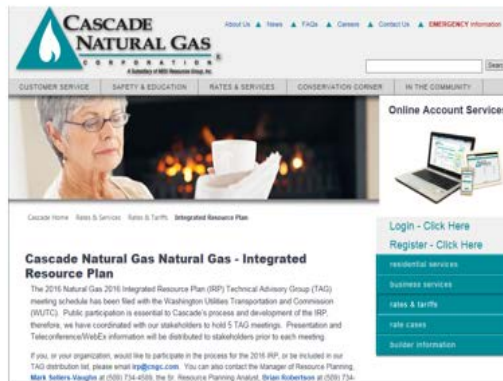 CASCADE
NATURAL GAS
CORPORATION
A Subsidiary of MDU Resources Group, Inc.
About Us ▲ News ▲ FAQs ▲ Careers ▲ Contact Us ▲ EMERGENCY Information
Sear
CUSTOMER SERVICE SAFETY & EDUCATION RATES & SERVICES CONSERVATION CORNER IN THE COMMUNITY
Online Account Services
Cascade Home Rates & Services Rates & Tariffs Integrated Resource Plan
Login - Click Here
Register - Click Here
residential services
business services
rates & tariffs
rate cases
builder information
Cascade Natural Gas Natural Gas - Integrated
Resource Plan
The 2016 Natural Gas 2016 Integrated Resource Plan (IRP) Technical Advisory Group (TAG)
meeting schedule has been filed with the Washington Utilities Transportation and Commission
(WUTC). Public participation is essential to Cascade's process and development of the IRP,
therefore, we have coordinated with our stakeholders to hold 5 TAG meetings. Presentation and
Teleconference/WebEx information will be distributed to stakeholders prior to each meeting.
If you, or your organization, would like to participate in the process for the 2016 IRP, or be included in our
TAG distribution list, please email irp@cngc.com. You can also contact the Manager of Resource Planning,
Mark Sellers-Vaughn at (509) 734-4589, the Sr. Resource Planning Analyst, Brian Robertson at (509) 734-